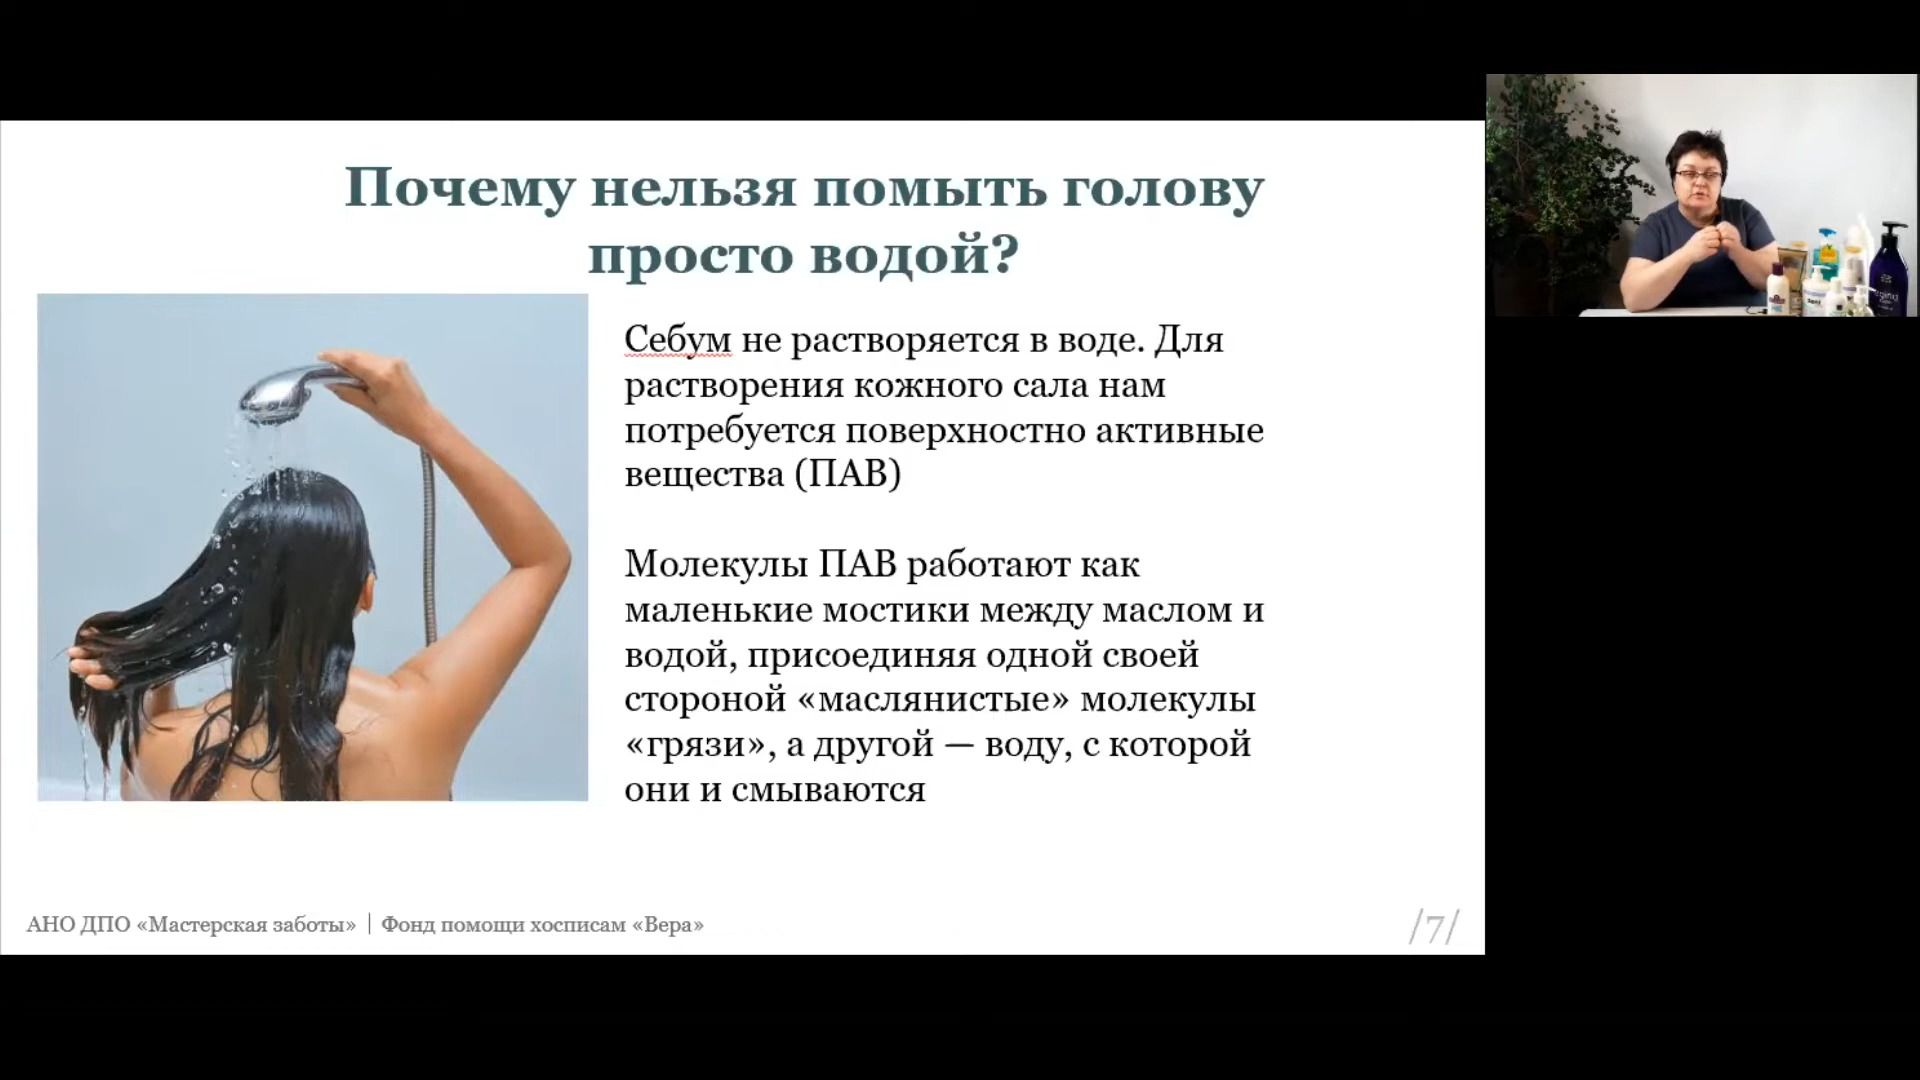 Почему нельзя помыть голову
просто водой?
Себум не растворяется в воде. Для
растворения кожного сала нам
потребуется поверхностно активные
вещества (ПАВ)
Молекулы ПАВ работают как
маленькие мостики между маслом и
водой, присоединяя одной своей
стороной «маслянистые» молекулы
«грязи», а другой — воду, с которой
они и смываются
АНО ДПО «Мастерская заботы» | Фонд помощи хосписам «Вера»
/7/